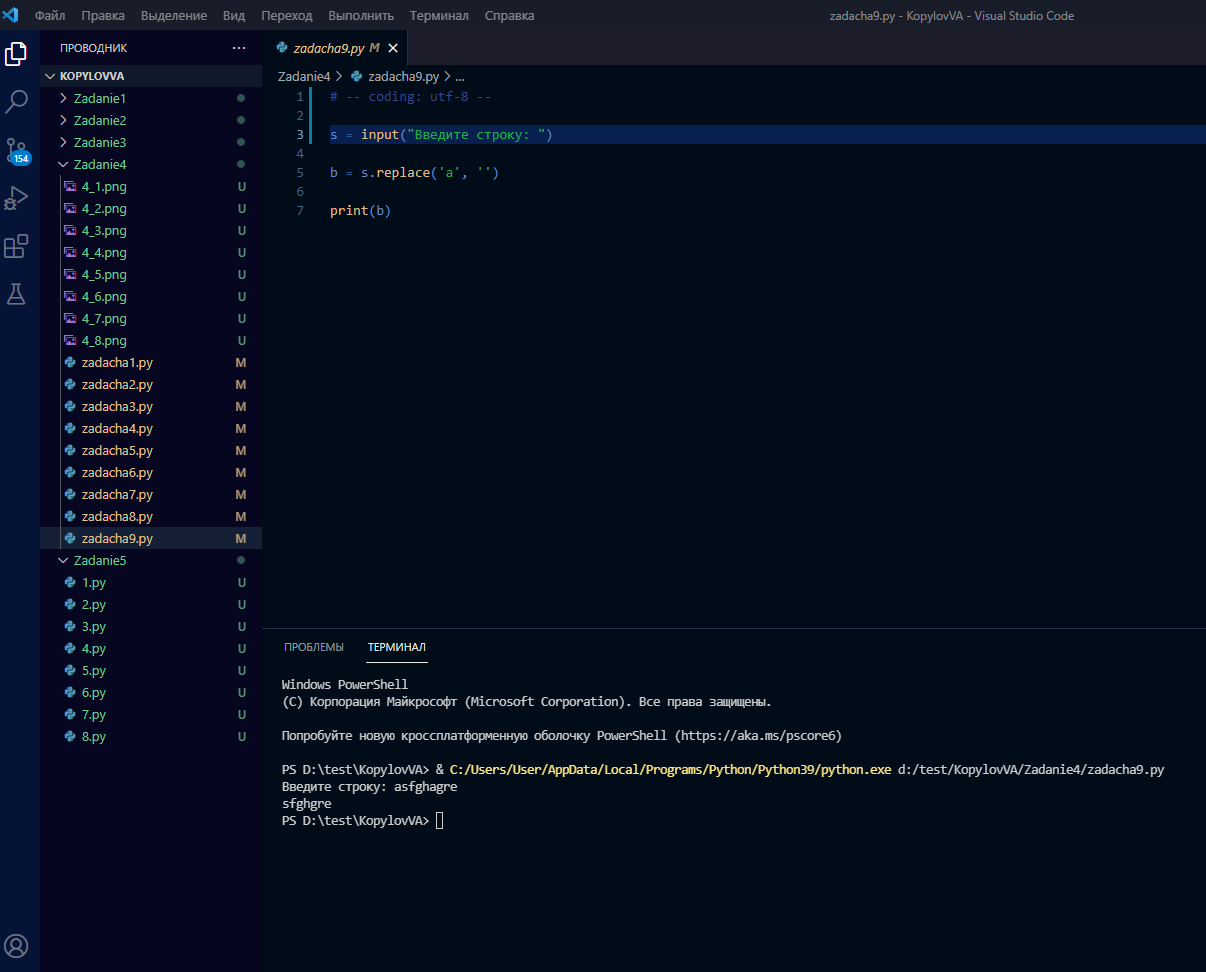 Файл Правка Выделение Вид Переход Выполнить Терминал Справка zadacha9.py - KopylovVA - Visual Studio Code
ПРОВОДНИК ...
KOPYLOVVA
Zadanie1
Zadanie2
Zadanie3
Zadanie4
4_1.png U
4_2.png U
4_3.png U
4_4.png U
4_5.png U
4_6.png U
4_7.png U
4_8.png U
zadacha1.py M
zadacha2.py M
zadacha3.py M
zadacha4.py M
zadacha5.py M
zadacha6.py M
zadacha7.py M
zadacha8.py M
zadacha9.py M
Zadanie5
1.py U
2.py U
3.py U
4.py U
5.py U
6.py U
7.py U
8.py U
154
zadacha9.py M
Zadanie4 > zadacha9.py > ...
1 # -- coding: utf-8 --
2
3 s = input("Введите строку: ")
4
5 b = s.replace('a', '')
6
7 print(b)
ПРОБЛЕМЫ ТЕРМИНАЛ
Windows PowerShell
(C) Корпорация Майкрософт (Microsoft Corporation). Все права защищены.
Попробуйте новую кроссплатформенную оболочку PowerShell (https://aka.ms/pscore6)
PS D:\test\KopylovVA> & C:/Users/User/AppData/Local/Programs/Python/Python39/python.exe d:/test/KopylovVA/Zadanie4/zadacha9.py
Введите строку: asfghagre
sfghgre
PS D:\test\KopylovVA>